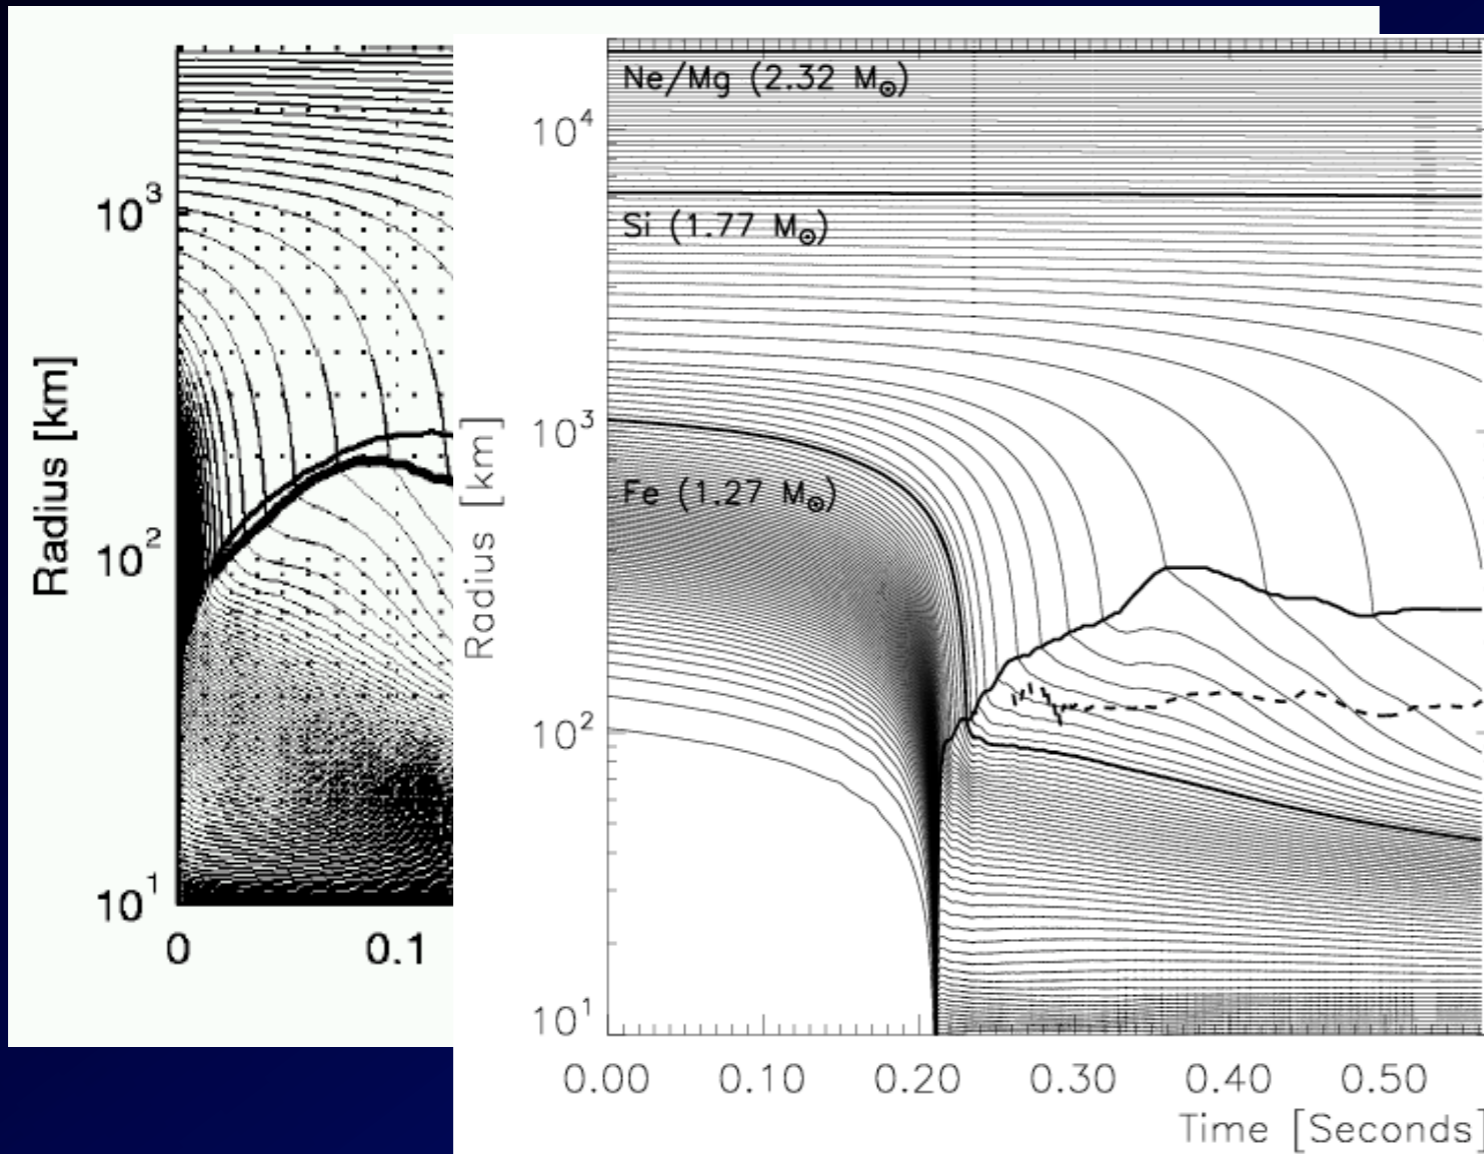 10³
10²
10¹
Radius [km]
0
0.1
Ne/Mg (2.32 M☉)
Si (1.77 M☉)
Fe (1.27 M☉)
10⁴
10³
10²
10¹
Radius [km]
0.00
0.10
0.20
0.30
0.40
0.50
Time [Seconds]